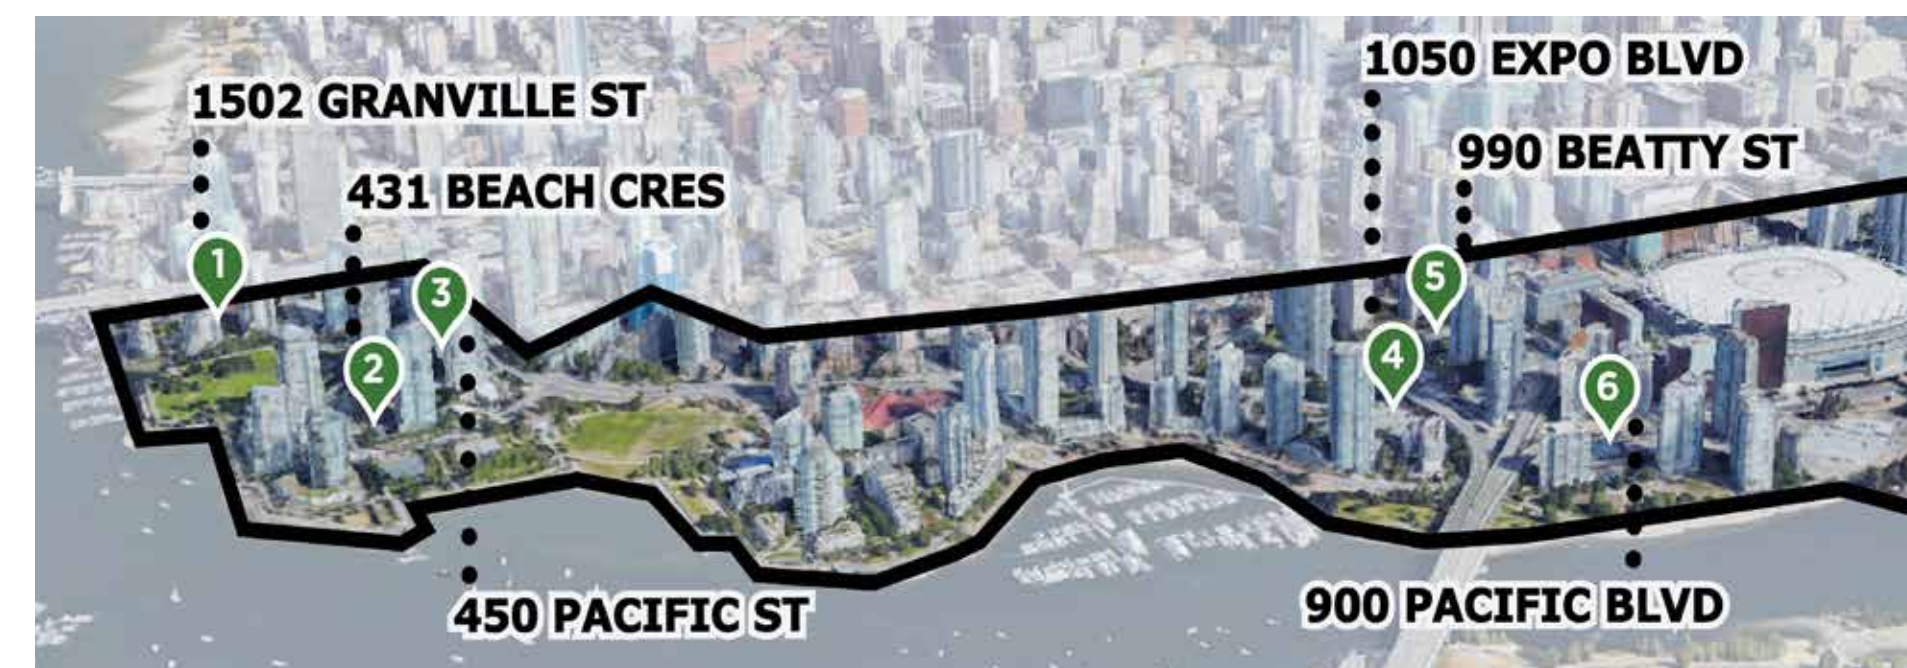 1050 EXPO BLVD
1502 GRANVILLE ST
990 BEATTY ST
431 BEACH CRES
1
5
3
4
2
6
900 PACIFIC BLVD
450 PACIFIC ST